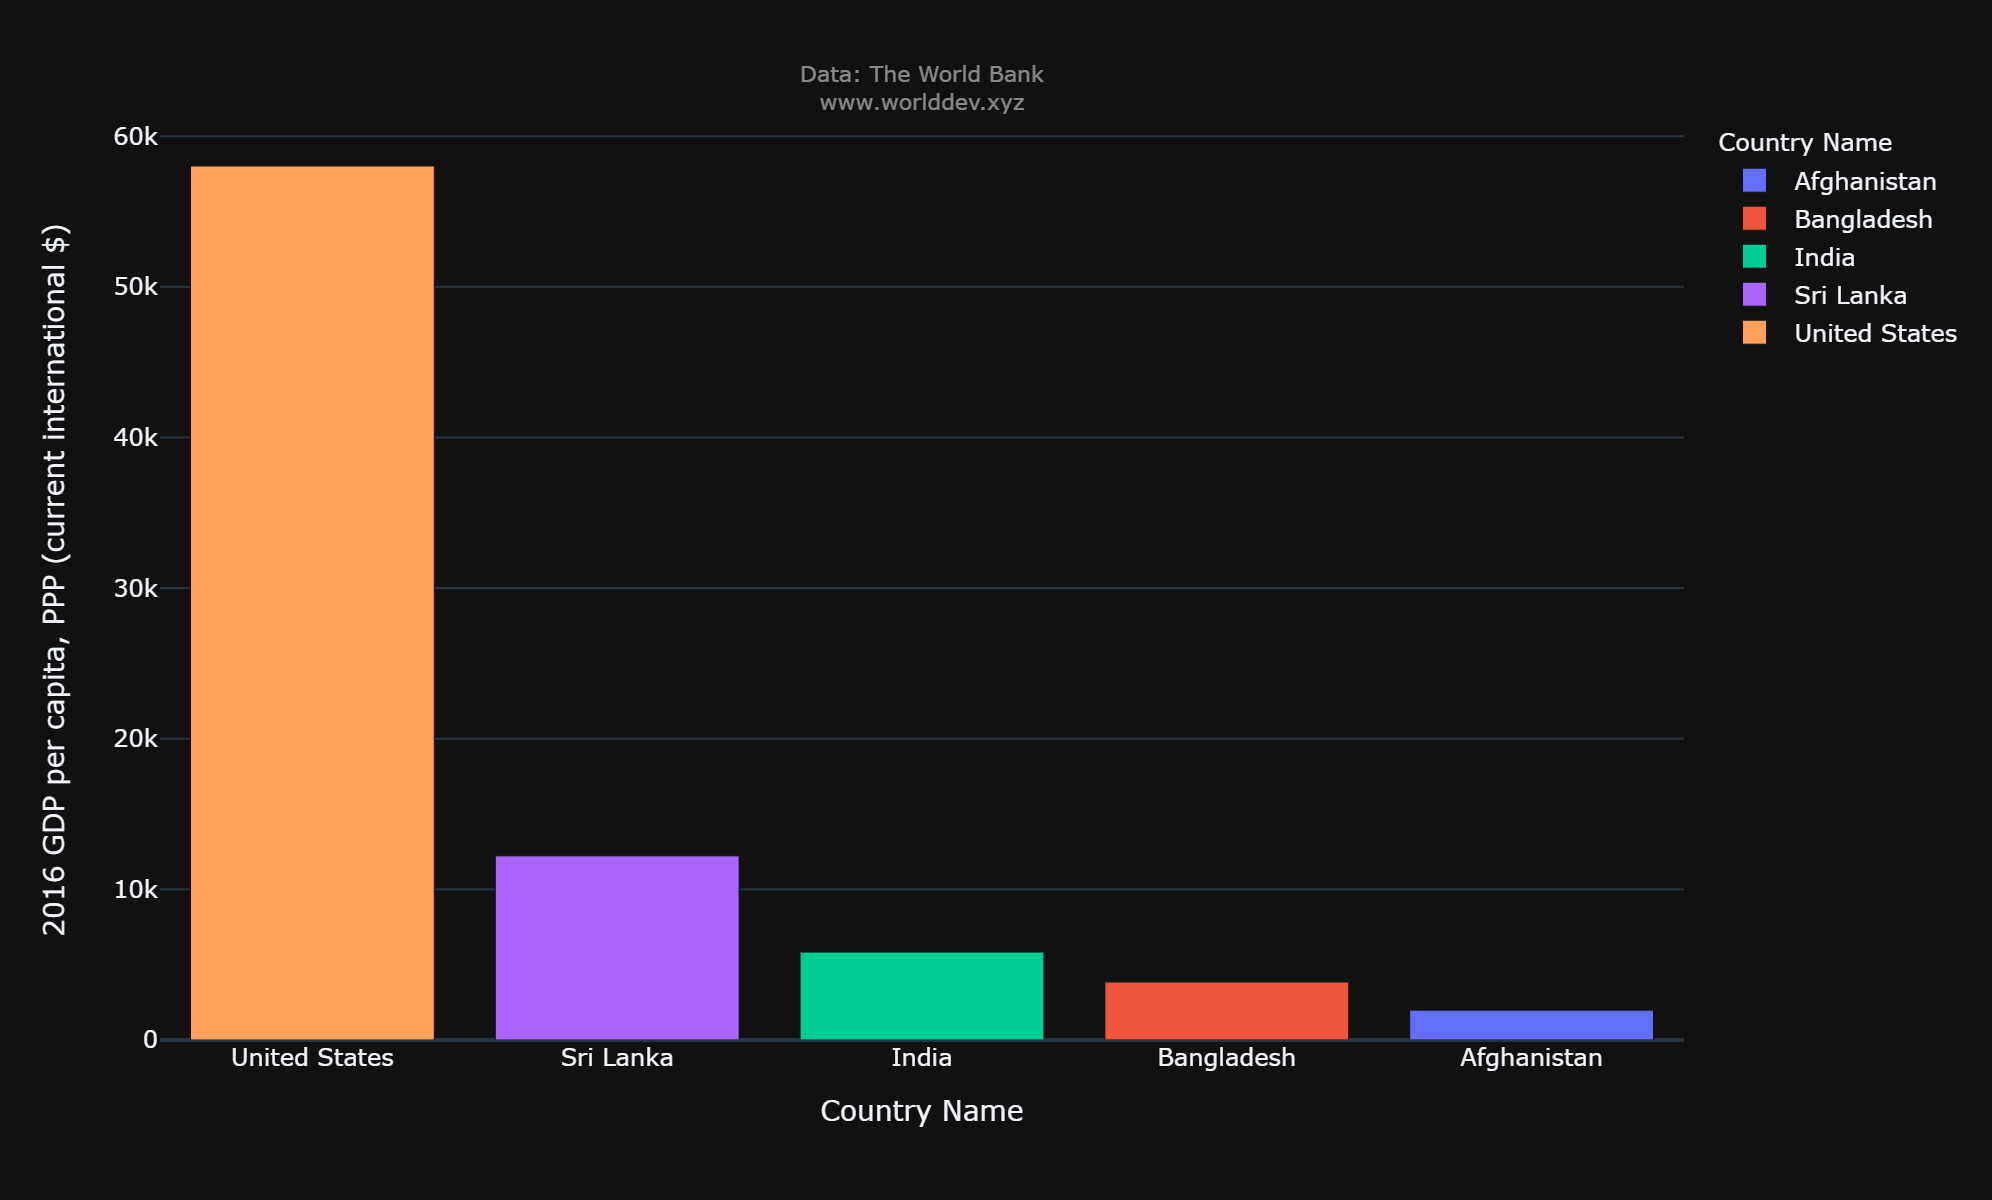 Data: The World Bank
www.worlddev.xyz
2016 GDP per capita, PPP (current international $)
60k
50k
40k
30k
20k
10k
0
United States
Sri Lanka
India
Bangladesh
Afghanistan
Country Name
Country Name
Afghanistan
Bangladesh
India
Sri Lanka
United States